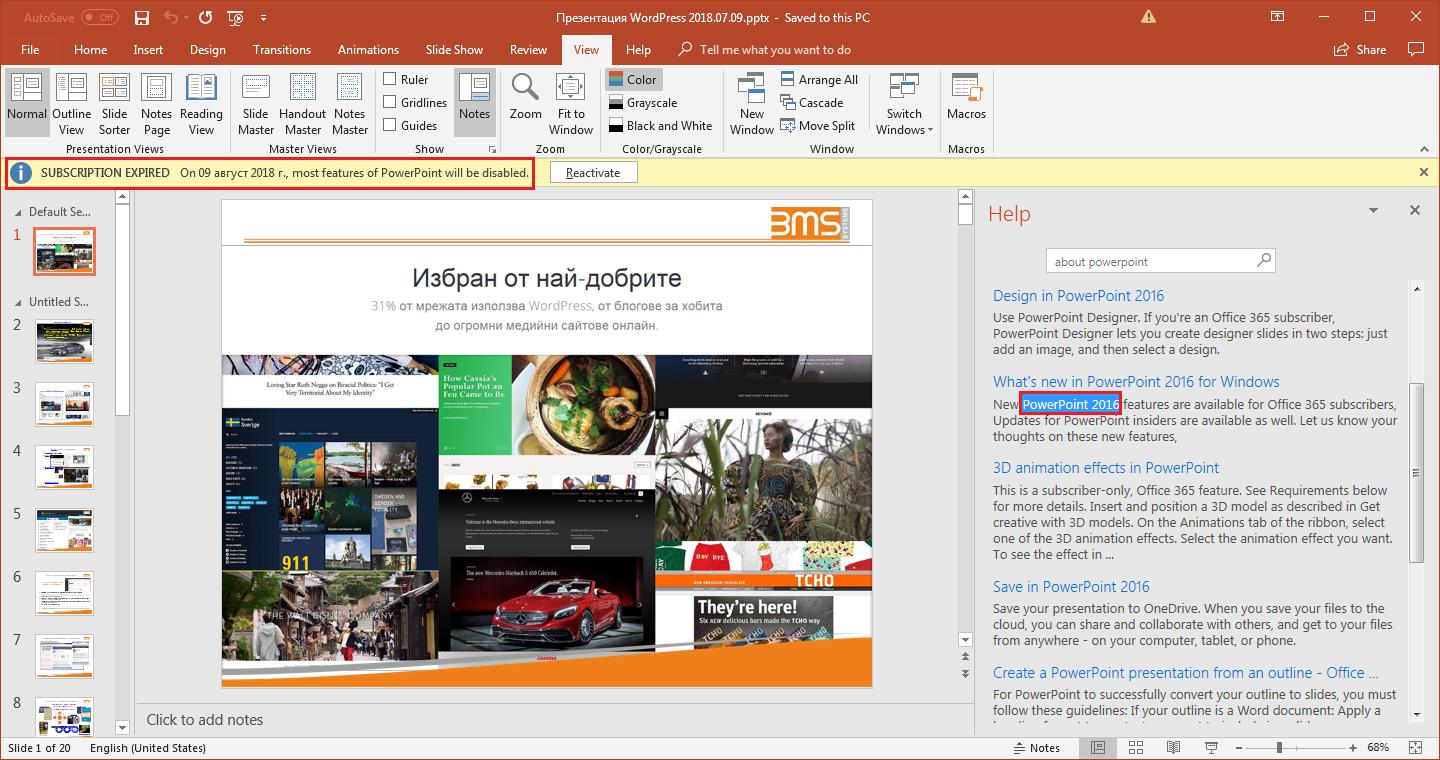 AutoSave Off
Презентация WordPress 2018.07.09.pptx - Saved to this PC
File Home Insert Design Transitions Animations Slide Show Review View Help Tell me what you want to do Share
Normal Outline View Slide Sorter Notes Page Reading View
Presentation Views
Slide Master Handout Master Notes Master
Master Views
Ruler
Gridlines
Guides
Notes
Show
Zoom Fit to Window
Zoom
Color
Grayscale
Black and White
Color/Grayscale
New Window
Arrange All
Cascade
Move Split
Switch Windows
Window
Macros
Macros
SUBSCRIPTION EXPIRED On 09 август 2018 г., most features of PowerPoint will be disabled. Reactivate
Default Se...
1
Untitled S...
2
3
4
5
6
7
8
BMS SYSTEMS
Избран от най-добрите
31% от мрежата използва WordPress, от блогове за хобита
до огромни медийни сайтове онлайн.
Loving Star Ruth Negga on Biracial Politics: "I Get
Very Territorial About My Identity"
How Cassia's
Popular Pot au
Feu Came to Be
Sweden
Sverige
SWEDEN
AND GENDER
EQUALITY
911
BEYONCÉ
Welcome to the Mercedes-Benz international website.
The new Mercedes-Maybach S 650 Cabriolet.
THE WALT DISNEY COMPANY
BOY BYE
TCHO
NEW AMERICAN CHOCOLATES
They're here!
Six new delicious bars made the TCHO way
TCHO TCHO TCHO TCHO
Click to add notes
Help
about powerpoint
Design in PowerPoint 2016
Use PowerPoint Designer. If you're an Office 365 subscriber,
PowerPoint Designer lets you create designer slides in two steps: just
add an image, and then select a design.
What's new in PowerPoint 2016 for Windows
New PowerPoint 2016 features are available for Office 365 subscribers,
Updates for PowerPoint insiders are available as well. Let us know your
thoughts on these new features,
3D animation effects in PowerPoint
This is a subscriber-only, Office 365 feature. See Requirements below
for more details. Insert and position a 3D model as described in Get
creative with 3D models. On the Animations tab of the ribbon, select
one of the 3D animation effects. Select the animation effect you want.
To see the effect in ...
Save in PowerPoint 2016
Save your presentation to OneDrive. When you save your files to the
cloud, you can share and collaborate with others, and get to your files
from anywhere - on your computer, tablet, or phone.
Create a PowerPoint presentation from an outline - Office ...
For PowerPoint to successfully convert your outline to slides, you must
follow these guidelines: If your outline is a Word document: Apply a
Slide 1 of 20 English (United States) Notes 68%